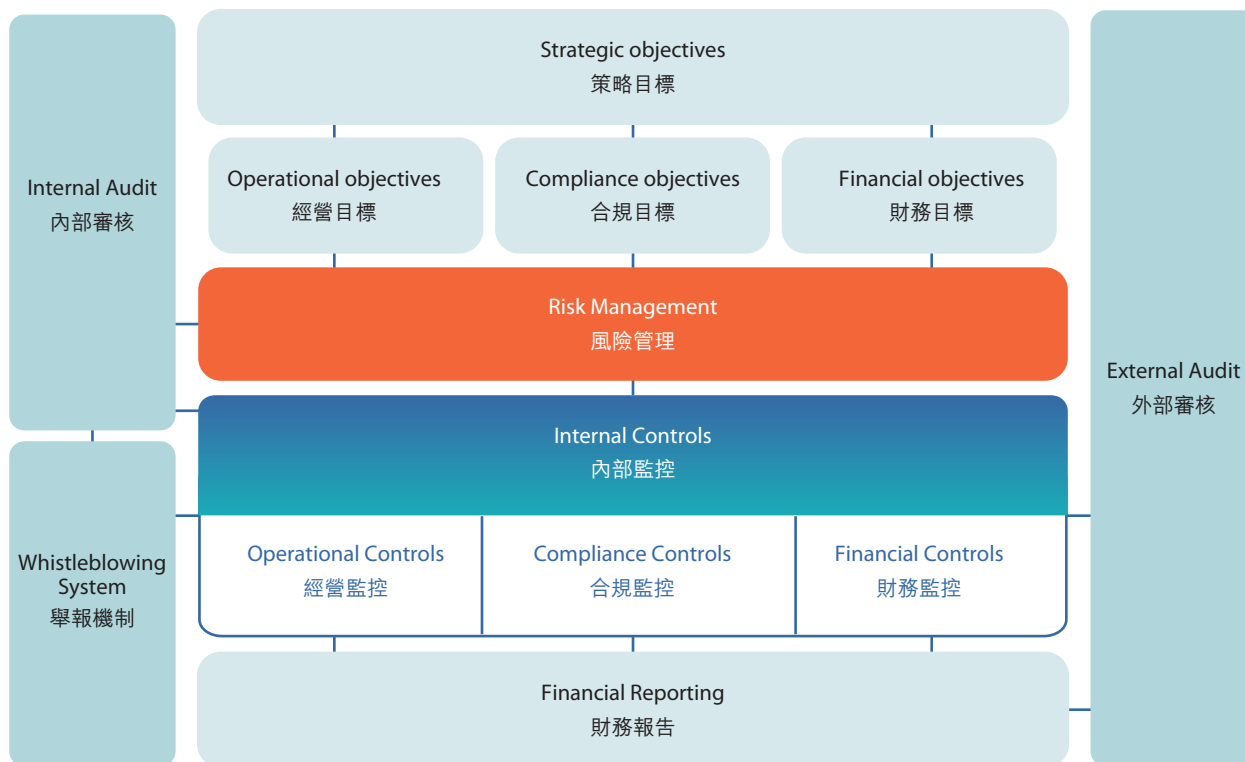 Internal Audit
內部審核
Whistleblowing
System
舉報機制
Strategic objectives
策略目標
Operational objectives
經營目標
Compliance objectives
合規目標
Financial objectives
財務目標
Risk Management
風險管理
Internal Controls
內部監控
Operational Controls
經營監控
Compliance Controls
合規監控
Financial Controls
財務監控
Financial Reporting
財務報告
External Audit
外部審核